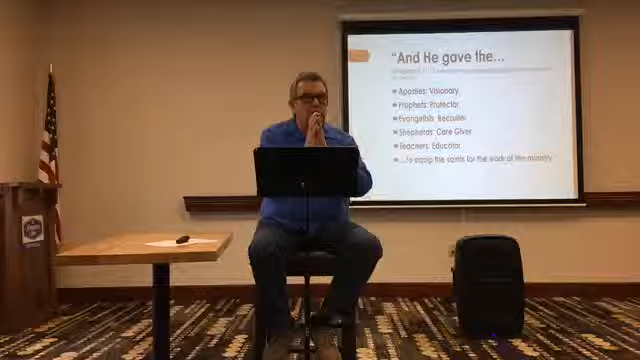 "And He gave the...
Apostles: Visionary
Prophets: Protector
Evangelists: Recruiter
Shepherds: Care Giver
Teachers: Educator
...to equip the saints for the work of the ministry